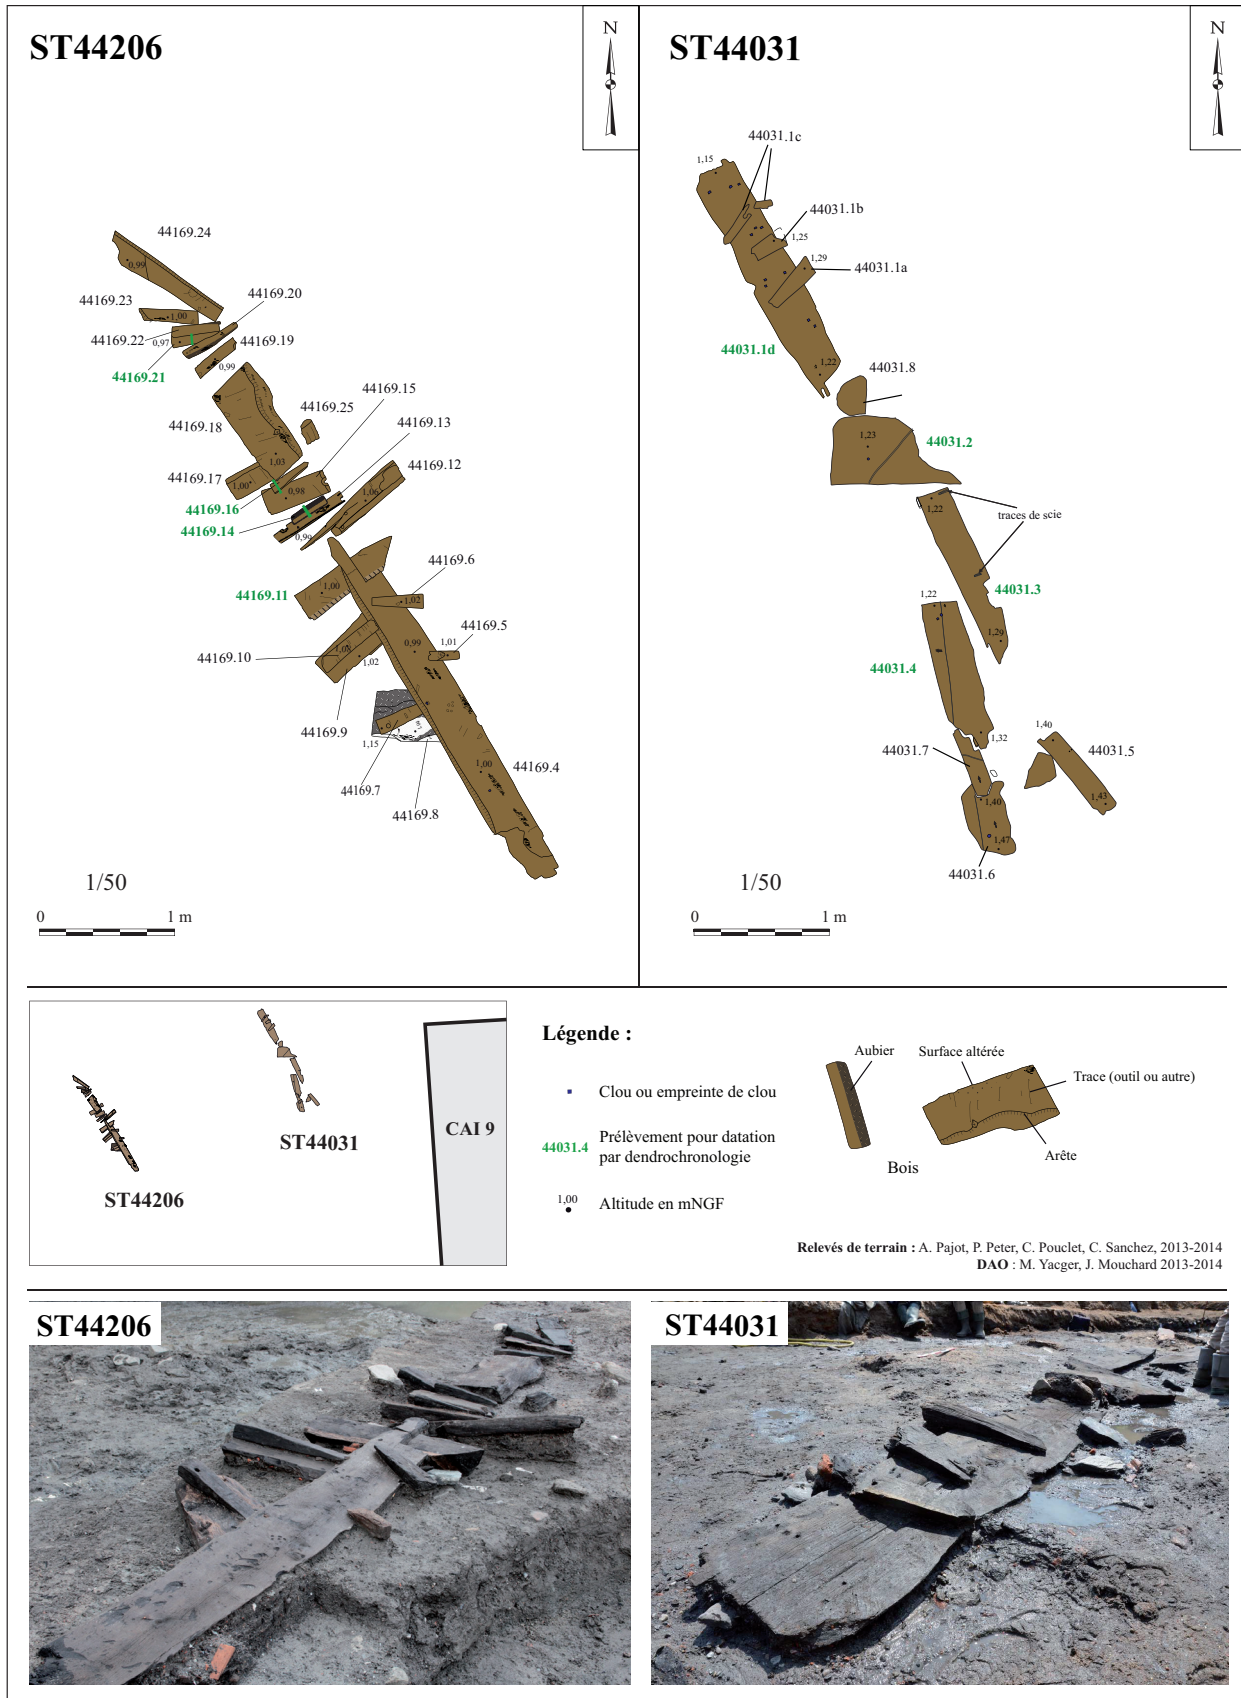 ST44206
N
44169.24
0,99
44169.23
1,00
44169.20
44169.22
0,97
44169.19
44169.21
0,99
44169.15
44169.18
44169.25
44169.13
1,03
44169.12
44169.17
1,00
0,98
1,06
44169.16
44169.14
0,99
44169.6
44169.11
1,00
1,02
44169.5
0,99
1,01
44169.10
1,08
1,02
44169.9
1,15
44169.4
1,00
44169.7
44169.8
1/50
0 1 m
ST44031
N
44031.1c
1,15
44031.1b
1,25
1,29
44031.1a
44031.1d
1,22
44031.8
1,23
44031.2
1,22
traces de scie
44031.3
1,22
1,29
44031.4
1,32
1,40
44031.7
44031.5
1,40
1,43
1,47
44031.6
1/50
0 1 m
ST44206
ST44031
CAI 9
Légende :
Clou ou empreinte de clou
44031.4 Prélèvement pour datation
par dendrochronologie
1,00
Altitude en mNGF
Aubier
Surface altérée
Trace (outil ou autre)
Arête
Bois
Relevés de terrain : A. Pajot, P. Peter, C. Pouclet, C. Sanchez, 2013-2014
DAO : M. Yacger, J. Mouchard 2013-2014
ST44206
ST44031